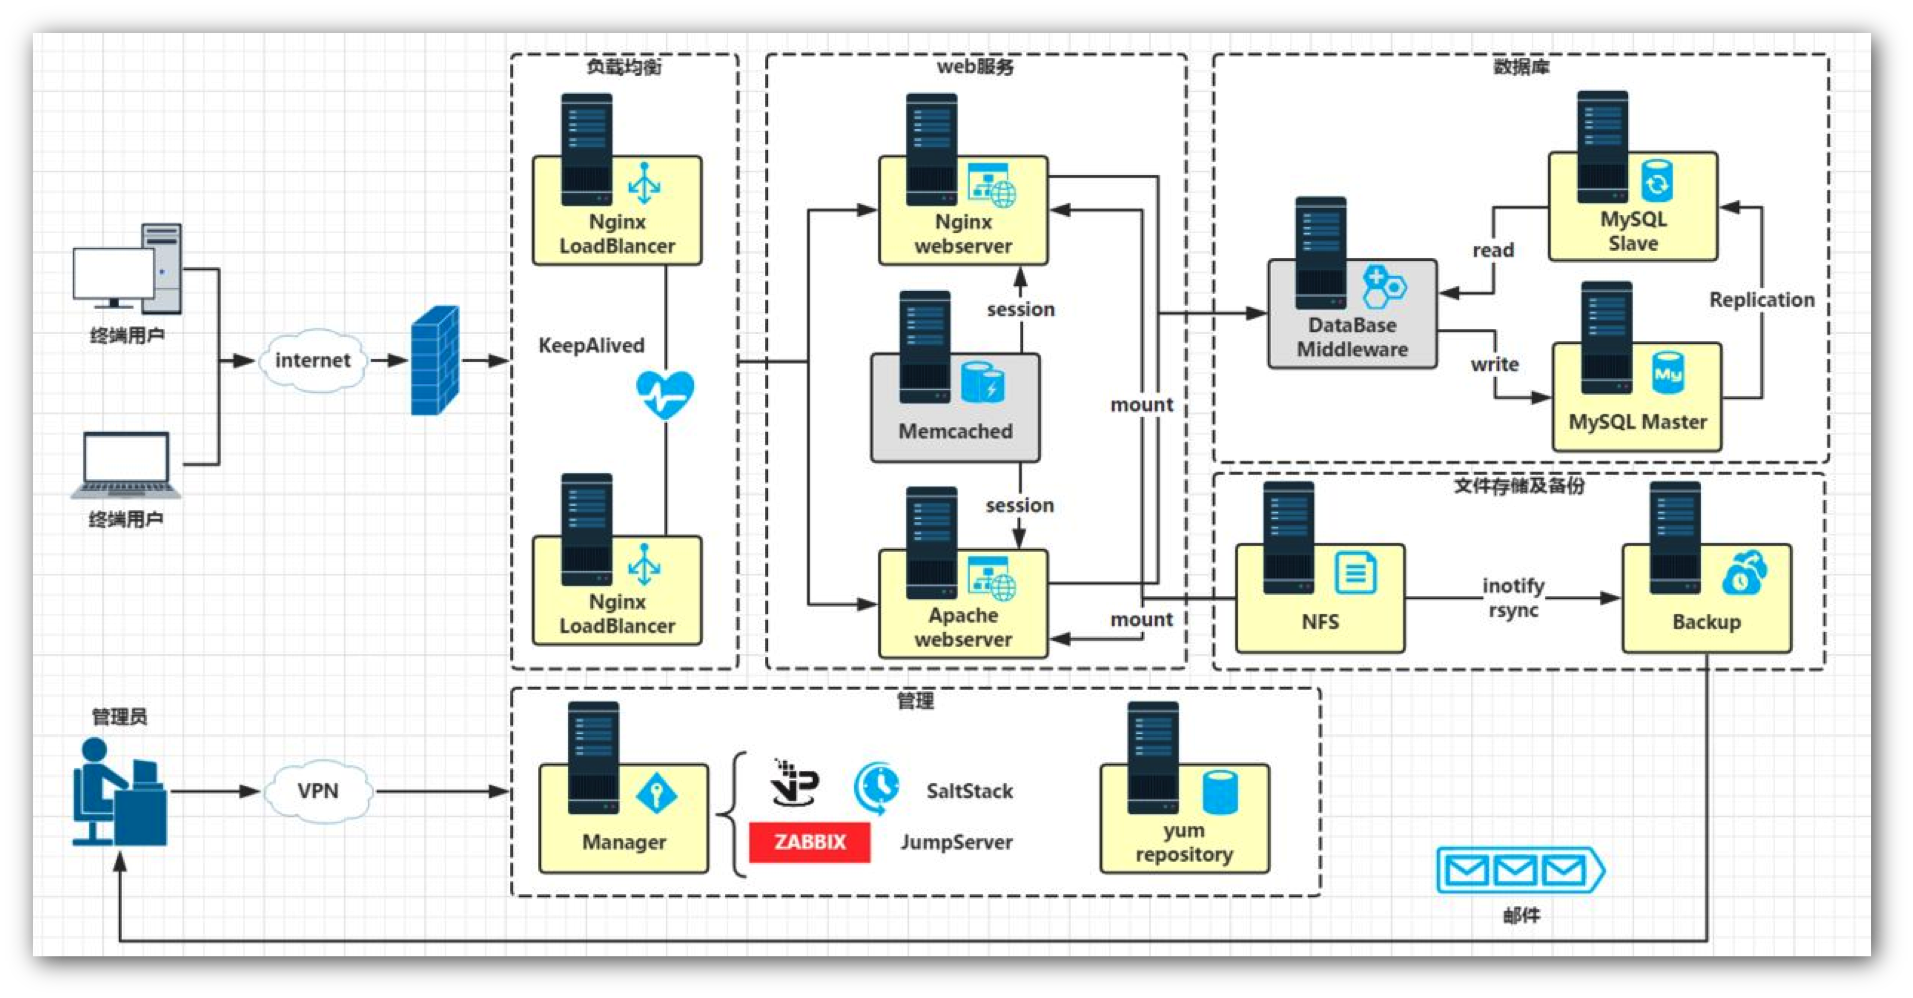 负载均衡
web服务
数据库
Nginx
LoadBlancer
Nginx
webserver
MySQL
Slave
read
Replication
终端用户
internet
KeepAlived
session
DataBase
Middleware
write
MySQL Master
Memcached
mount
终端用户
session
文件存储及备份
Nginx
LoadBlancer
Apache
webserver
mount
NFS
inotify
rsync
Backup
管理员
VPN
管理
Manager
VP
SaltStack
ZABBIX
JumpServer
yum
repository
My
邮件